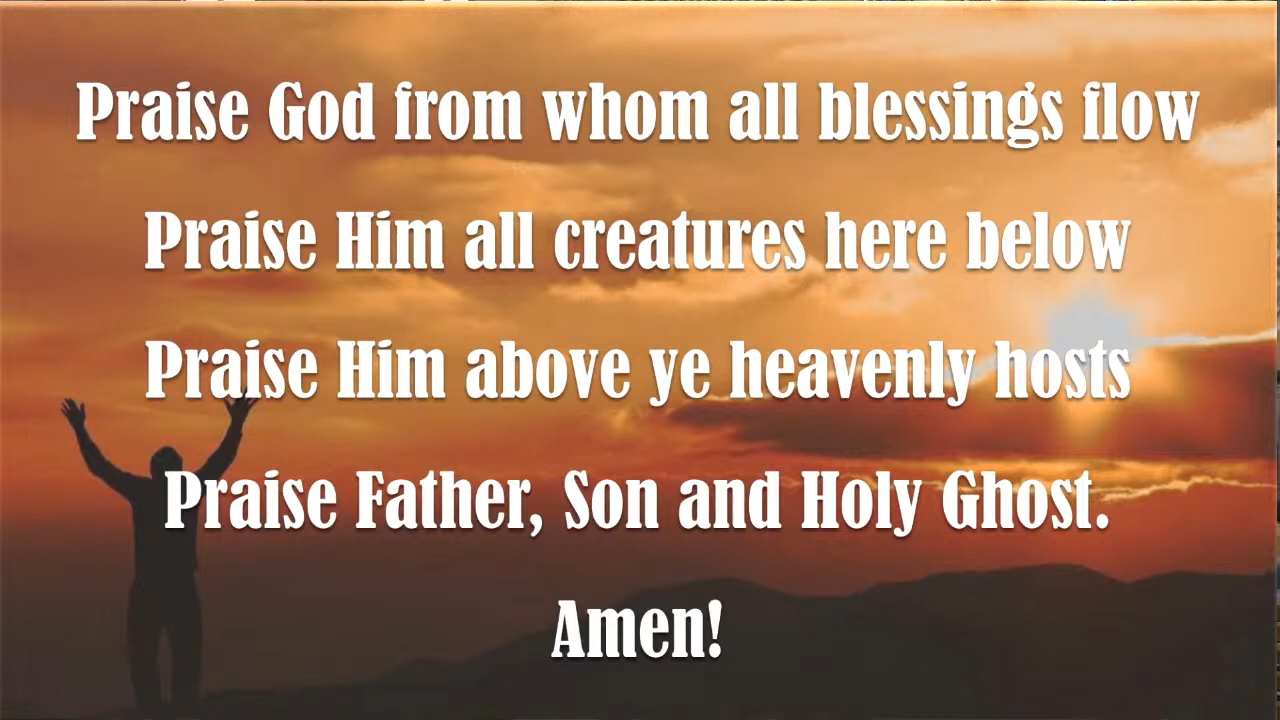 Praise God from whom all blessings flow
Praise Him all creatures here below
Praise Him above ye heavenly hosts
Praise Father, Son and Holy Ghost.
Amen!